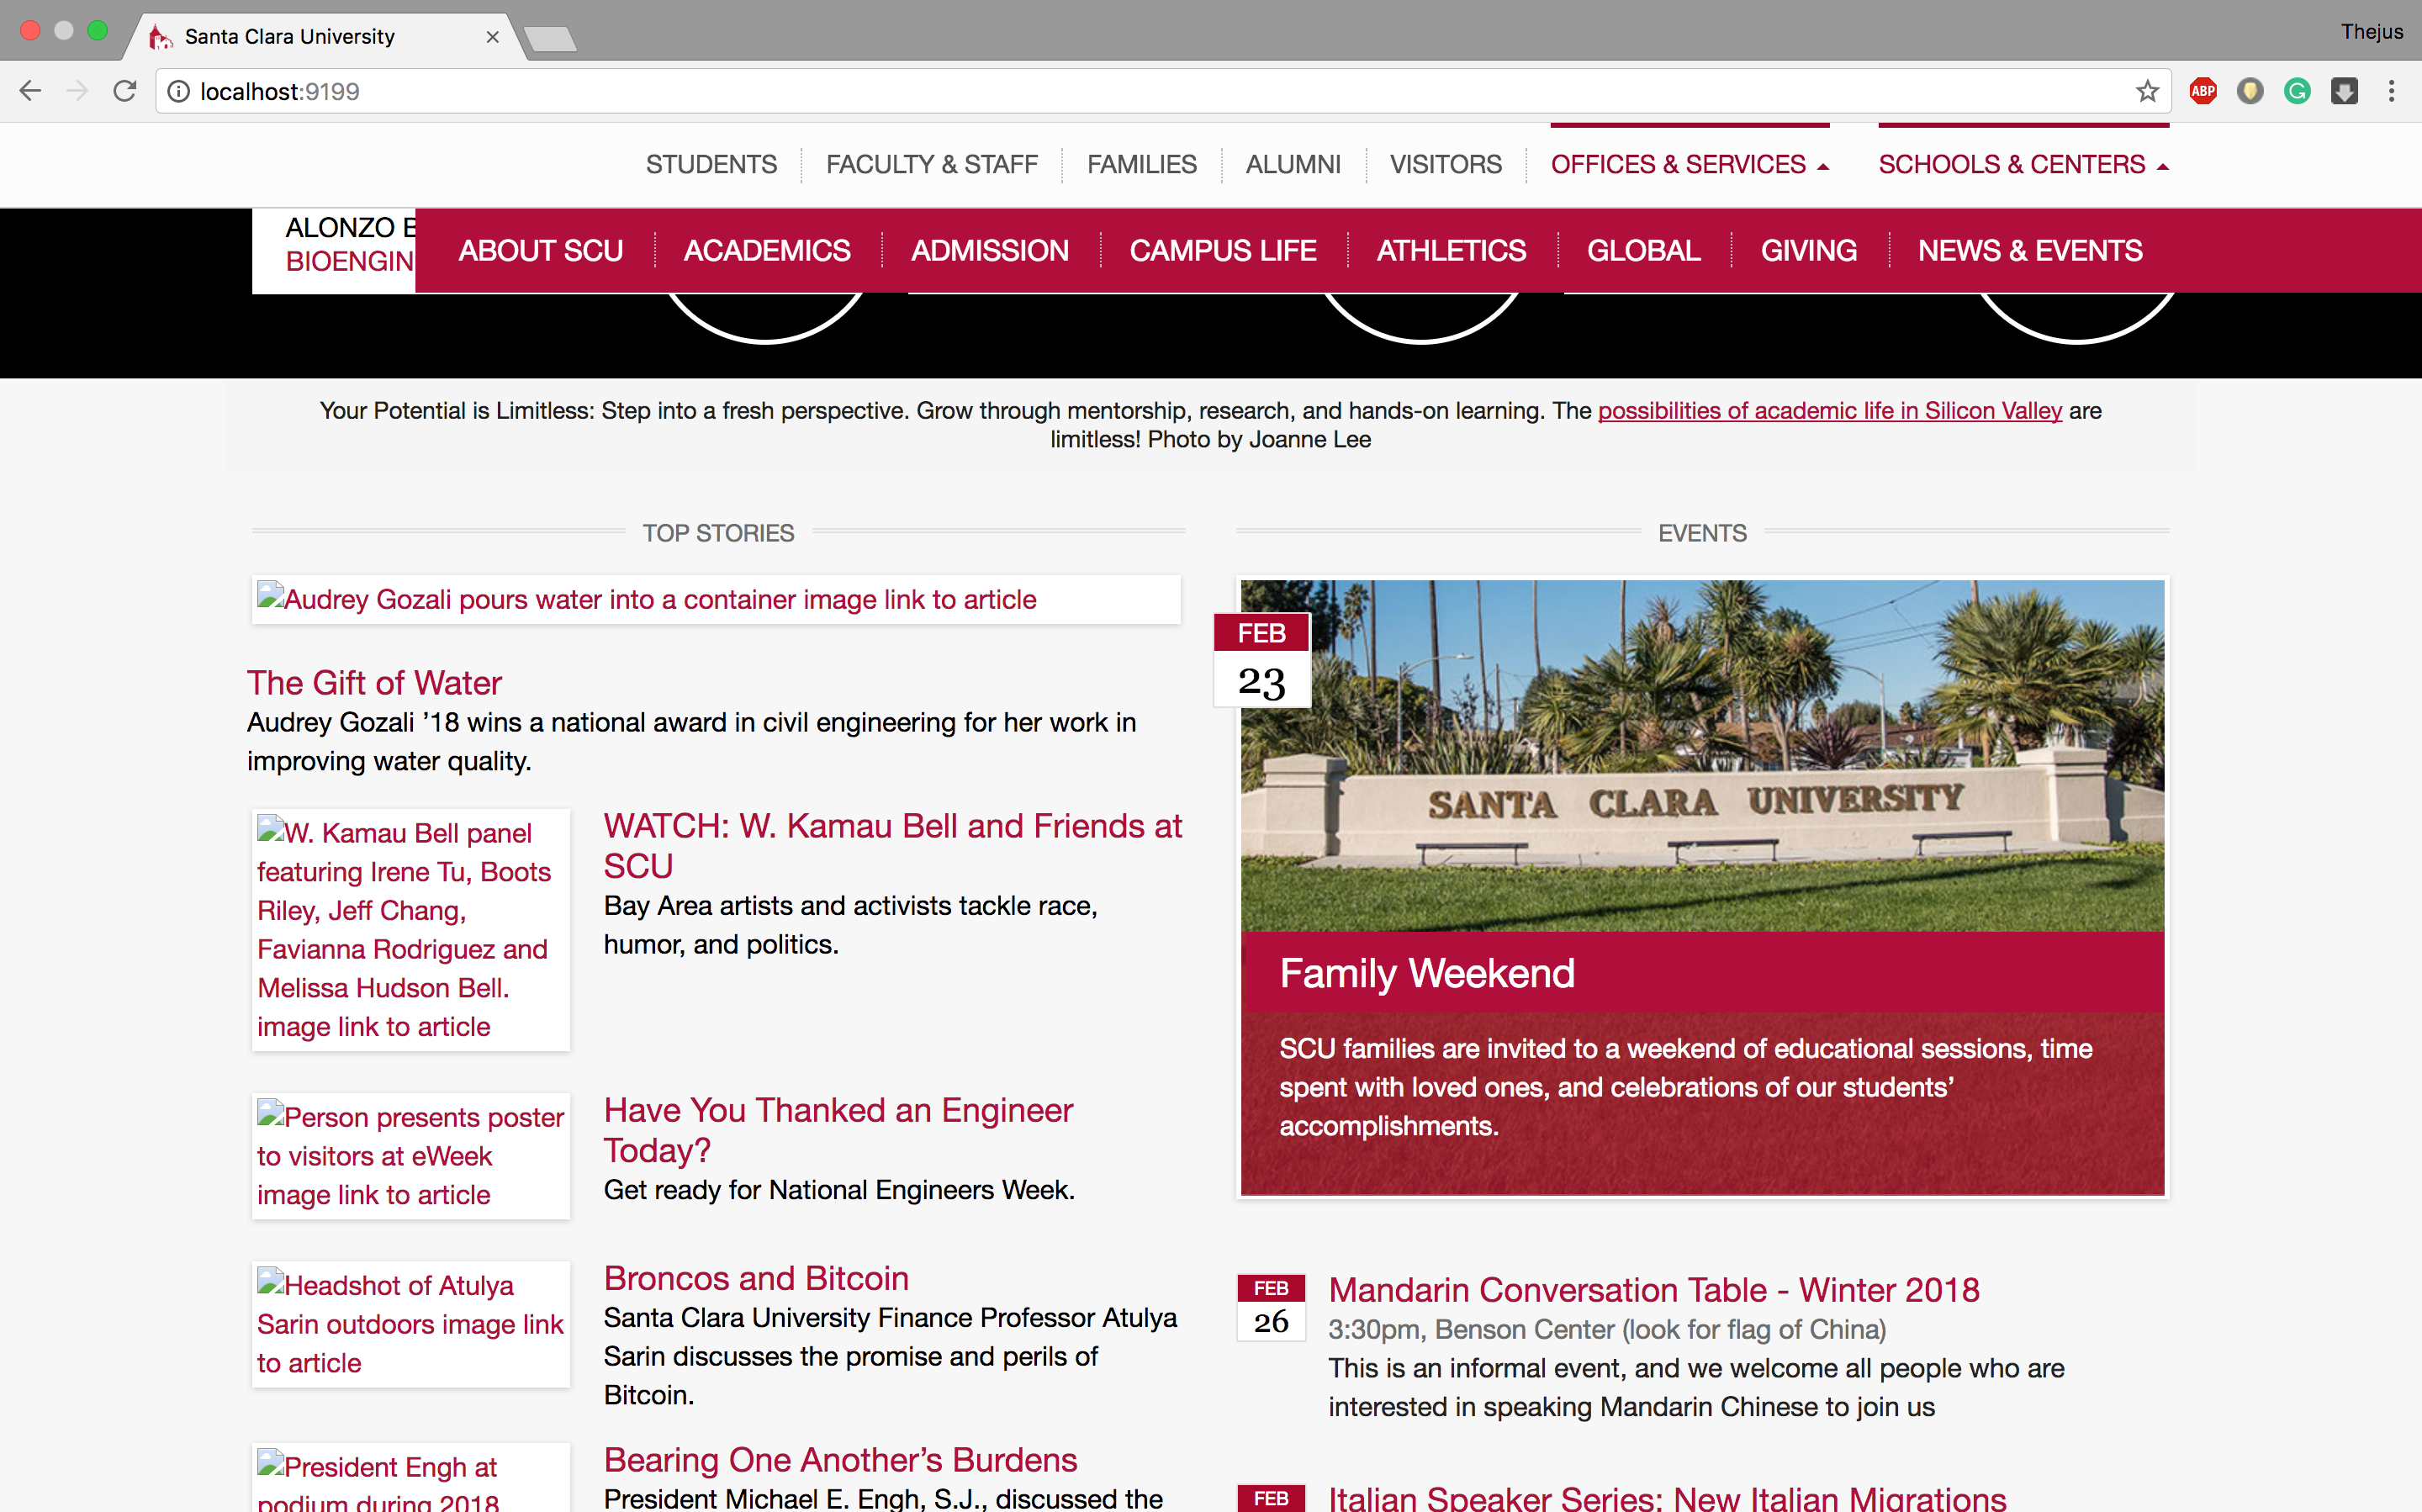 Santa Clara University
Thejus
localhost:9199
ABP
STUDENTS
FACULTY & STAFF
FAMILIES
ALUMNI
VISITORS
OFFICES & SERVICES
SCHOOLS & CENTERS
ALONZO
BIOENGIN
ABOUT SCU
ACADEMICS
ADMISSION
CAMPUS LIFE
ATHLETICS
GLOBAL
GIVING
NEWS & EVENTS
Your Potential is Limitless: Step into a fresh perspective. Grow through mentorship, research, and hands-on learning. The possibilities of academic life in Silicon Valley are
limitless! Photo by Joanne Lee
TOP STORIES
Audrey Gozali pours water into a container image link to article
The Gift of Water
Audrey Gozali ’18 wins a national award in civil engineering for her work in
improving water quality.
W. Kamau Bell panel
featuring Irene Tu, Boots
Riley, Jeff Chang,
Favianna Rodriguez and
Melissa Hudson Bell.
image link to article
WATCH: W. Kamau Bell and Friends at
SCU
Bay Area artists and activists tackle race,
humor, and politics.
Person presents poster
to visitors at eWeek
image link to article
Have You Thanked an Engineer
Today?
Get ready for National Engineers Week.
Headshot of Atulya
Sarin outdoors image link
to article
Broncos and Bitcoin
Santa Clara University Finance Professor Atulya
Sarin discusses the promise and perils of
Bitcoin.
President Engh at
podium during 2018
Bearing One Another’s Burdens
President Michael E. Engh, S.J., discussed the
EVENTS
FEB
23
SANTA CLARA UNIVERSITY
Family Weekend
SCU families are invited to a weekend of educational sessions, time
spent with loved ones, and celebrations of our students’
accomplishments.
FEB
26
Mandarin Conversation Table - Winter 2018
3:30pm, Benson Center (look for flag of China)
This is an informal event, and we welcome all people who are
interested in speaking Mandarin Chinese to join us
FEB
Italian Speaker Series: New Italian Migrations